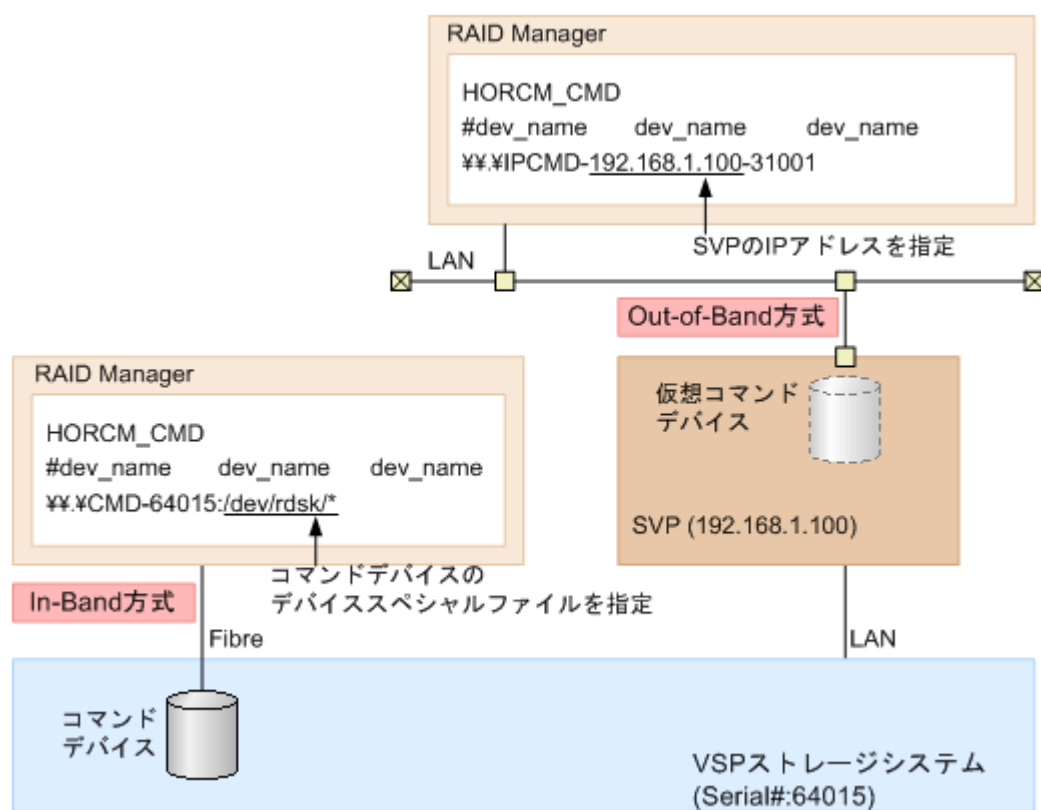 RAID Manager
HORCM_CMD
#dev_name dev_name dev_name
¥¥.¥IPCMD-192.168.1.100-31001
SVPのIPアドレスを指定
LAN
Out-of-Band方式
仮想コマンド
デバイス
SVP (192.168.1.100)
RAID Manager
HORCM_CMD
#dev_name dev_name dev_name
¥¥.¥CMD-64015:/dev/rdsk/*
コマンドデバイスの
デバイススペシャルファイルを指定
In-Band方式
Fibre
LAN
コマンド
デバイス
VSPストレージシステム
(Serial#:64015)